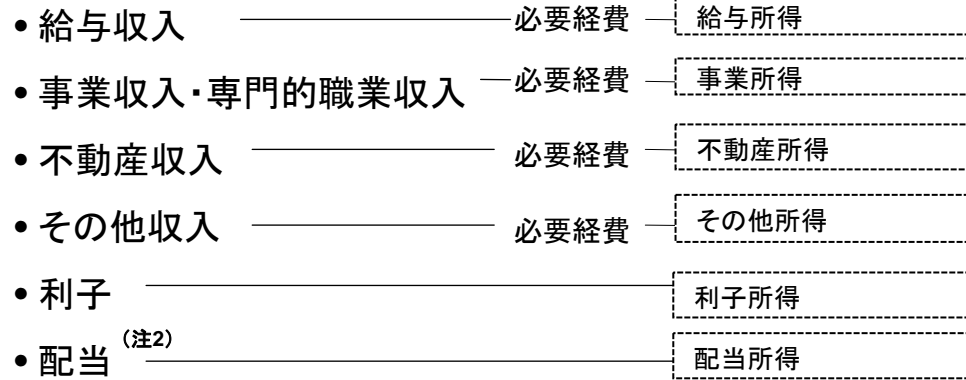 • 給与収入 必要経費 給与所得
• 事業収入・専門的職業収入 必要経費 事業所得
• 不動産収入 必要経費 不動産所得
• その他収入 必要経費 その他所得
• 利子 利子所得
• 配当（注2） 配当所得